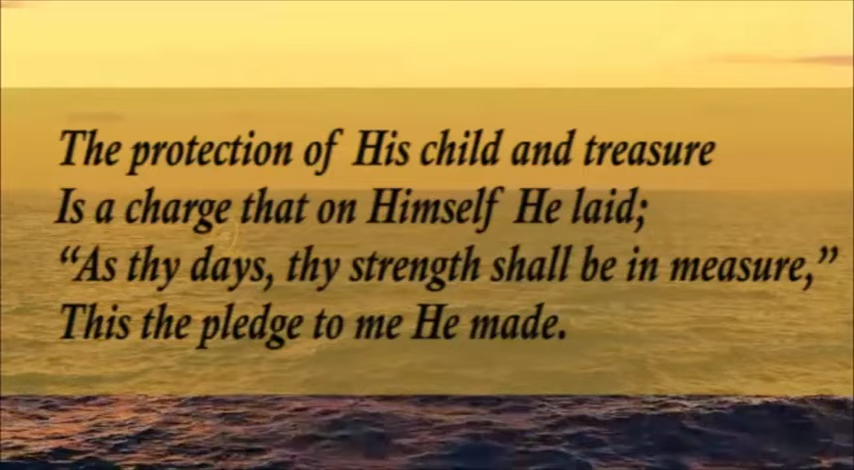 The protection of His child and treasure
Is a charge that on Himself He laid;
“As thy days, thy strength shall be in measure,”
This the pledge to me He made.